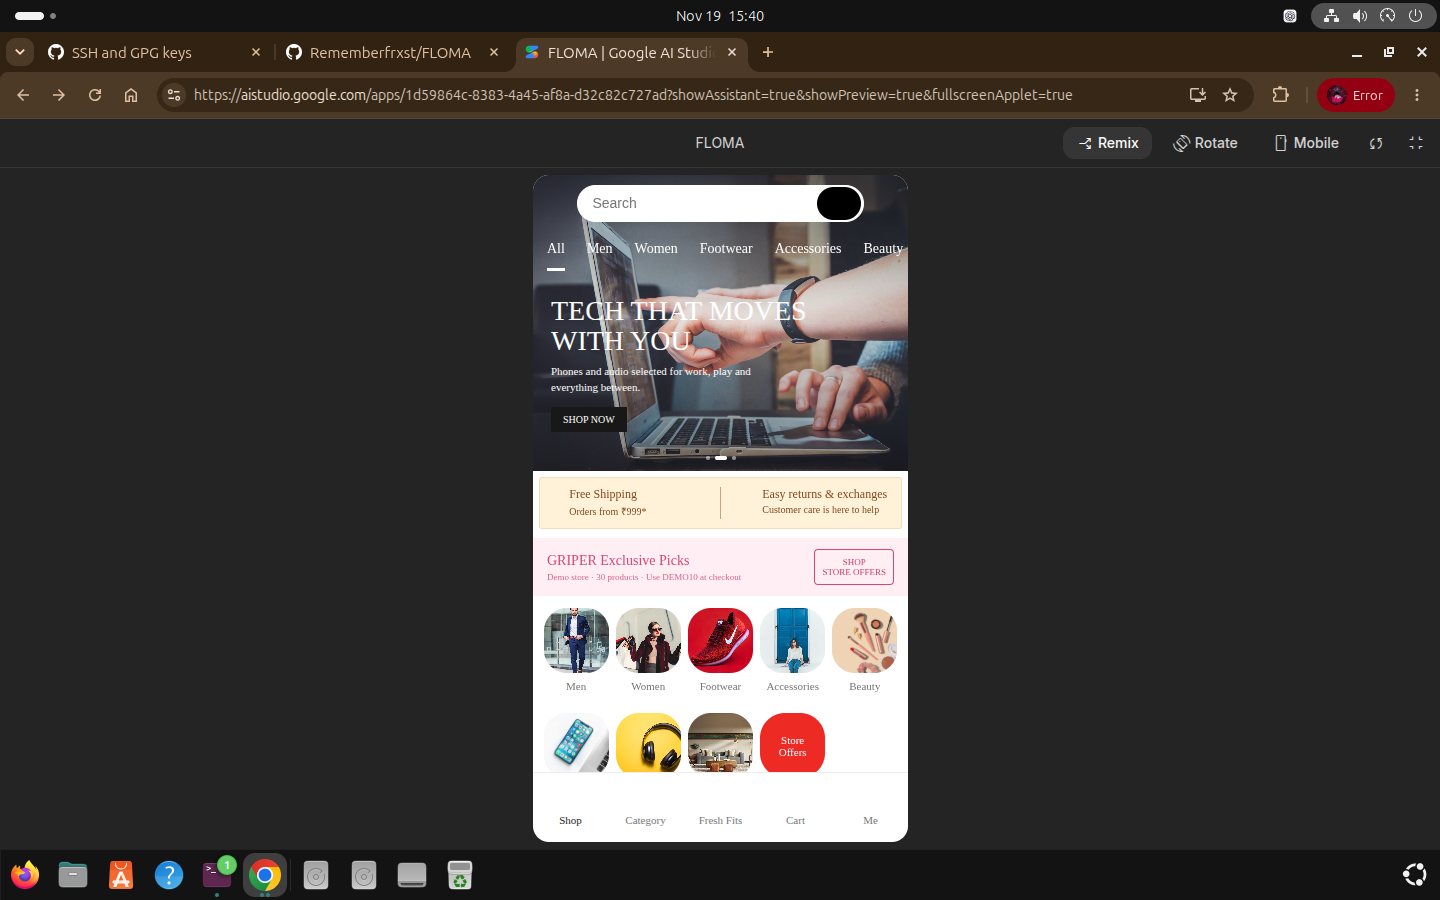 Nov 19 15:40
SSH and GPG keys
Rememberfrxst/FLOMA
FLOMA | Google AI Studi
https://aistudio.google.com/apps/1d59864c-8383-4a45-af8a-d32c82c727ad?showAssistant=true&showPreview=true&fullscreenApplet=true
Error
FLOMA
Remix
Rotate
Mobile
Search
All Men Women Footwear Accessories Beauty
TECH THAT MOVES
WITH YOU
Phones and audio selected for work, play and
everything between.
SHOP NOW
Free Shipping
Orders from ₹999*
Easy returns & exchanges
Customer care is here to help
GRIPER Exclusive Picks
Demo store · 30 products · Use DEMO10 at checkout
SHOP
STORE OFFERS
Men Women Footwear Accessories Beauty
Store
Offers
Shop Category Fresh Fits Cart Me
1